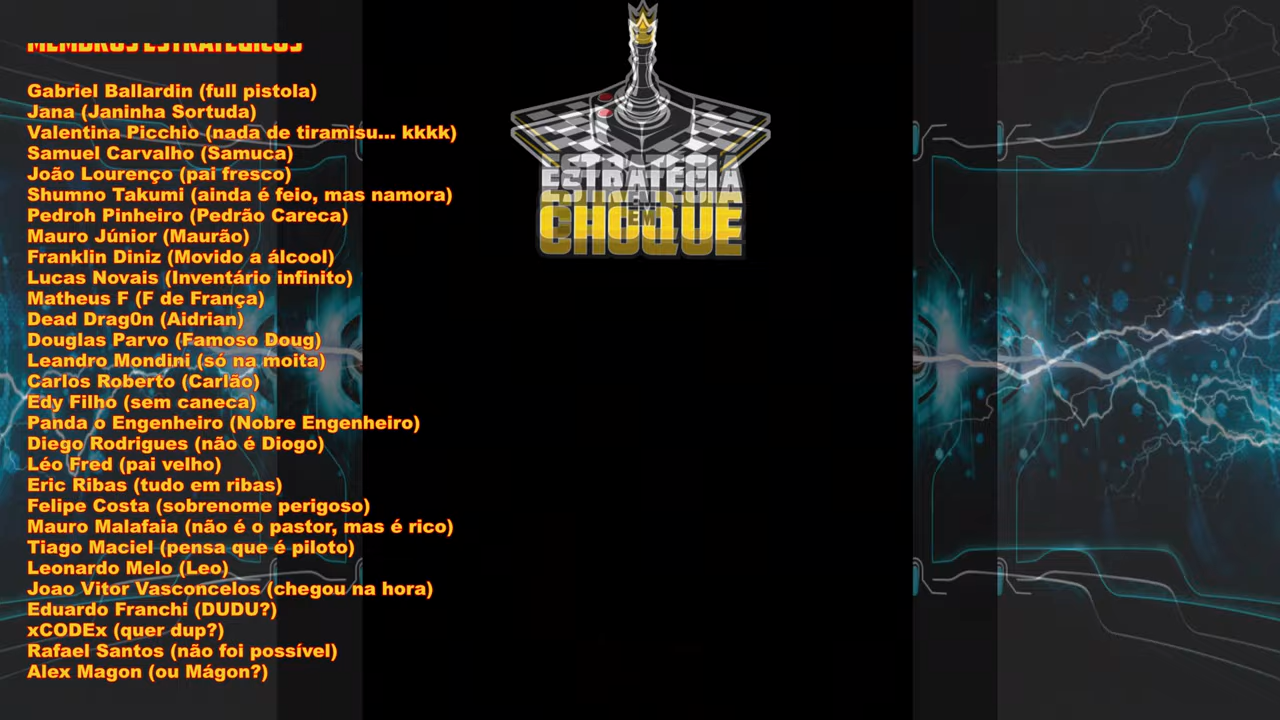 MEMBROS ESTRATÉGICOS
Gabriel Ballardin (full pistola)
Jana (Janinha Sortuda)
Valentina Picchio (nada de tiramisu... kkkk)
Samuel Carvalho (Samuca)
João Lourenço (pai fresco)
Shumno Takumi (ainda é feio, mas namora)
Pedroh Pinheiro (Pedrão Careca)
Mauro Júnior (Maurão)
Franklin Diniz (Movido a álcool)
Lucas Novais (Inventário infinito)
Matheus F (F de França)
Dead Drag0n (Aidrian)
Douglas Parvo (Famoso Doug)
Leandro Mondini (só na moita)
Carlos Roberto (Carlão)
Edy Filho (sem caneca)
Panda o Engenheiro (Nobre Engenheiro)
Diego Rodrigues (não é Diogo)
Léo Fred (pai velho)
Eric Ribas (tudo em ribas)
Felipe Costa (sobrenome perigoso)
Mauro Malafaia (não é o pastor, mas é rico)
Tiago Maciel (pensa que é piloto)
Leonardo Melo (Leo)
Joao Vitor Vasconcelos (chegou na hora)
Eduardo Franchi (DUDU?)
xCODEx (quer dup?)
Rafael Santos (não foi possível)
Alex Magon (ou Mágon?)
ESTRATÉGIA
EM
CHOQUE